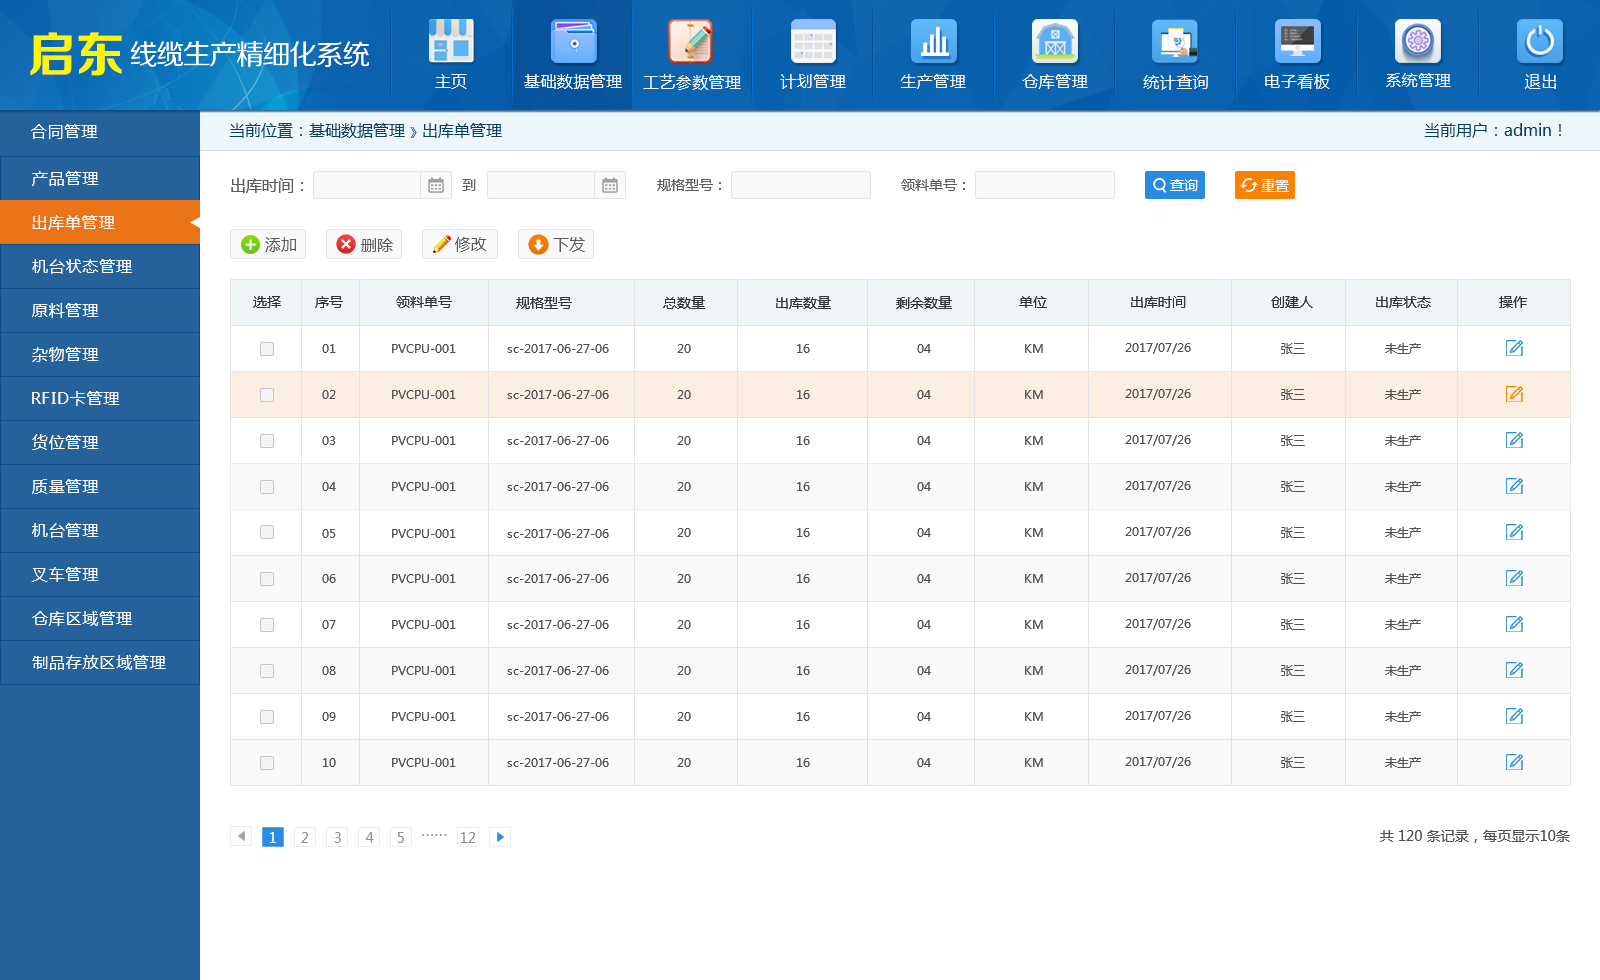 启东 线缆生产精细化系统
主页 基础数据管理 工艺参数管理 计划管理 生产管理 仓库管理 统计查询 电子看板 系统管理 退出
合同管理
产品管理
出库单管理
机台状态管理
原料管理
杂物管理
RFID卡管理
货位管理
质量管理
机台管理
叉车管理
仓库区域管理
制品存放区域管理
当前位置：基础数据管理 》出库单管理
当前用户：admin！
出库时间： 到 规格型号： 领料单号： 查询 重置
添加 删除 修改 下发
选择 序号 领料单号 规格型号 总数量 出库数量 剩余数量 单位 出库时间 创建人 出库状态 操作
01 PVCPU-001 sc-2017-06-27-06 20 16 04 KM 2017/07/26 张三 未生产
02 PVCPU-001 sc-2017-06-27-06 20 16 04 KM 2017/07/26 张三 未生产
03 PVCPU-001 sc-2017-06-27-06 20 16 04 KM 2017/07/26 张三 未生产
04 PVCPU-001 sc-2017-06-27-06 20 16 04 KM 2017/07/26 张三 未生产
05 PVCPU-001 sc-2017-06-27-06 20 16 04 KM 2017/07/26 张三 未生产
06 PVCPU-001 sc-2017-06-27-06 20 16 04 KM 2017/07/26 张三 未生产
07 PVCPU-001 sc-2017-06-27-06 20 16 04 KM 2017/07/26 张三 未生产
08 PVCPU-001 sc-2017-06-27-06 20 16 04 KM 2017/07/26 张三 未生产
09 PVCPU-001 sc-2017-06-27-06 20 16 04 KM 2017/07/26 张三 未生产
10 PVCPU-001 sc-2017-06-27-06 20 16 04 KM 2017/07/26 张三 未生产
1 2 3 4 5 …… 12
共 120 条记录，每页显示10条